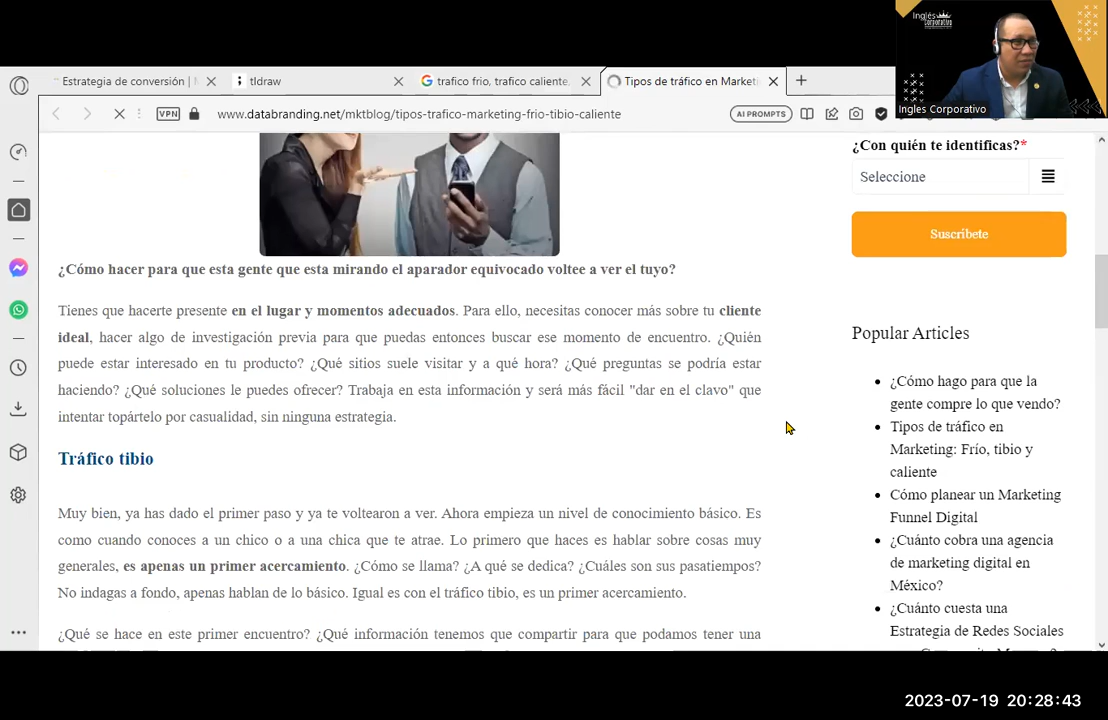 Inglés
Corporativo
Ingles Corporativo
Estrategia de conversión |
tldraw
trafico frio, trafico caliente,
Tipos de tráfico en Marketi
VPN
www.databranding.net/mktblog/tipos-trafico-marketing-frio-tibio-caliente
AI PROMPTS
¿Con quién te identificas?*
Seleccione
Suscríbete
¿Cómo hacer para que esta gente que esta mirando el aparador equivocado voltee a ver el tuyo?
Tienes que hacerte presente en el lugar y momentos adecuados. Para ello, necesitas conocer más sobre tu cliente
ideal, hacer algo de investigación previa para que puedas entonces buscar ese momento de encuentro. ¿Quién
puede estar interesado en tu producto? ¿Qué sitios suele visitar y a qué hora? ¿Qué preguntas se podría estar
haciendo? ¿Qué soluciones le puedes ofrecer? Trabaja en esta información y será más fácil "dar en el clavo" que
intentar topártelo por casualidad, sin ninguna estrategia.
Tráfico tibio
Muy bien, ya has dado el primer paso y ya te voltearon a ver. Ahora empieza un nivel de conocimiento básico. Es
como cuando conoces a un chico o a una chica que te atrae. Lo primero que haces es hablar sobre cosas muy
generales, es apenas un primer acercamiento. ¿Cómo se llama? ¿A qué se dedica? ¿Cuáles son sus pasatiempos?
No indagas a fondo, apenas hablan de lo básico. Igual es con el tráfico tibio, es un primer acercamiento.
¿Qué se hace en este primer encuentro? ¿Qué información tenemos que compartir para que podamos tener una
Popular Articles
¿Cómo hago para que la
gente compre lo que vendo?
Tipos de tráfico en
Marketing: Frío, tibio y
caliente
Cómo planear un Marketing
Funnel Digital
¿Cuánto cobra una agencia
de marketing digital en
México?
¿Cuánto cuesta una
Estrategia de Redes Sociales
2023-07-19 20:28:43